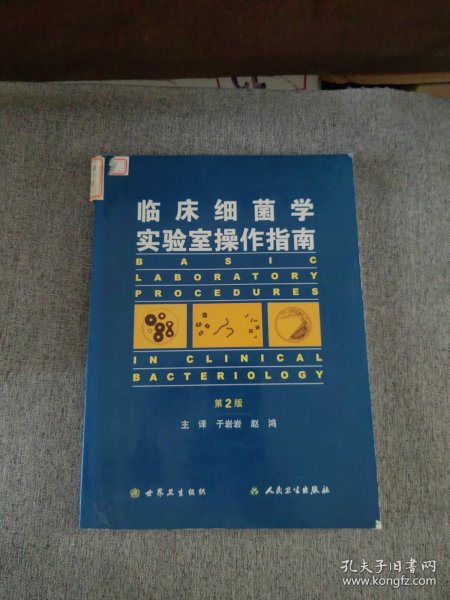 临床细菌学
实验室操作指南
BASIC
LABORATORY
PROCEDURES
IN CLINICAL
BACTERIOLOGY
第2版
主译 于岩岩 赵鸿
世界卫生组织
人民卫生出版社
孔夫子旧书网
www.kongfz.com